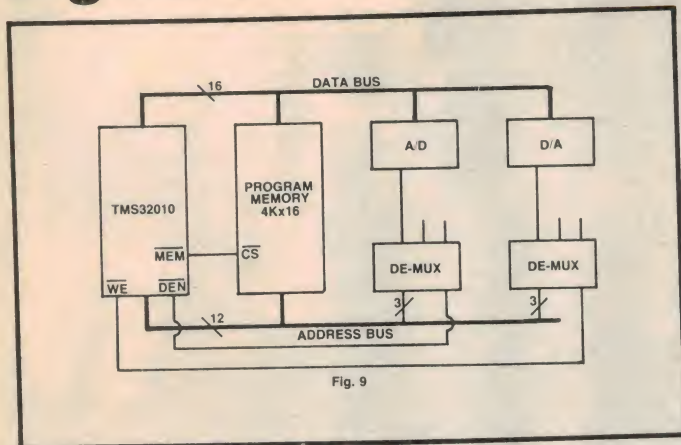 16
DATA BUS
TMS32010
PROGRAM
MEMORY
4Kx16
A/D
D/A
MEM
CS
WE
DEN
DE-MUX
DE-MUX
12
3
3
ADDRESS BUS
Fig. 9